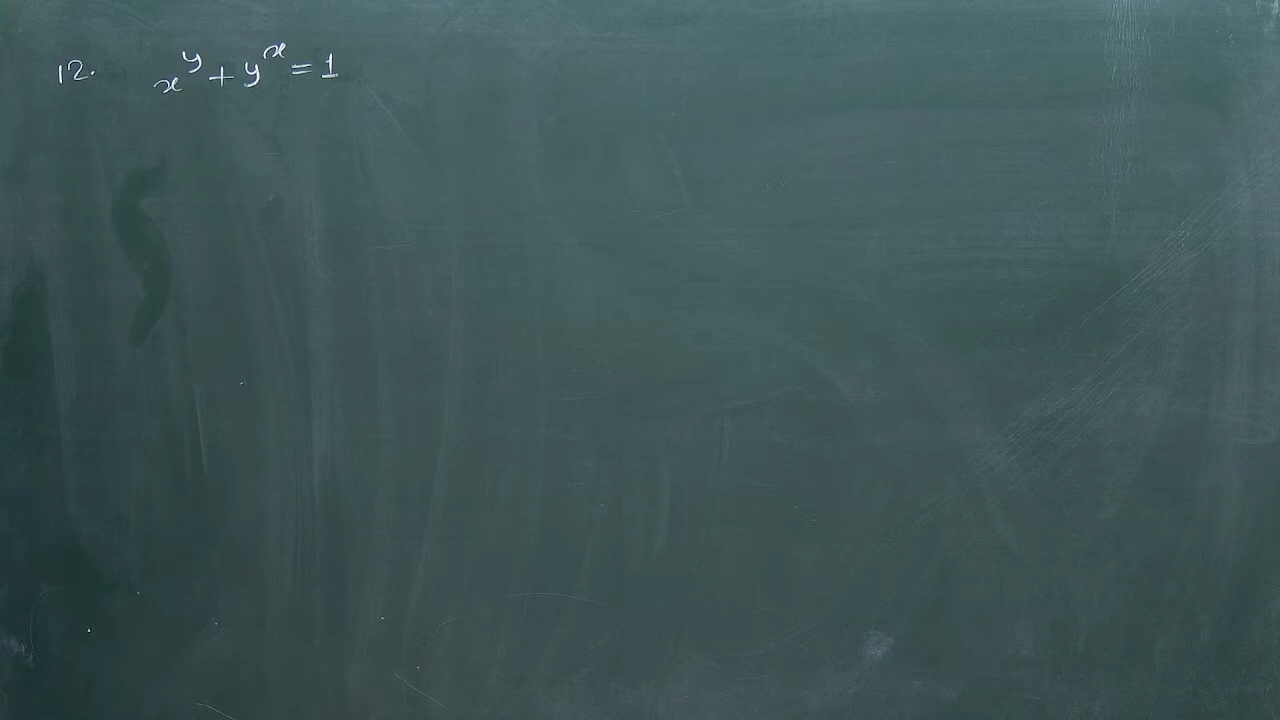 12. x^y + y^x = 1